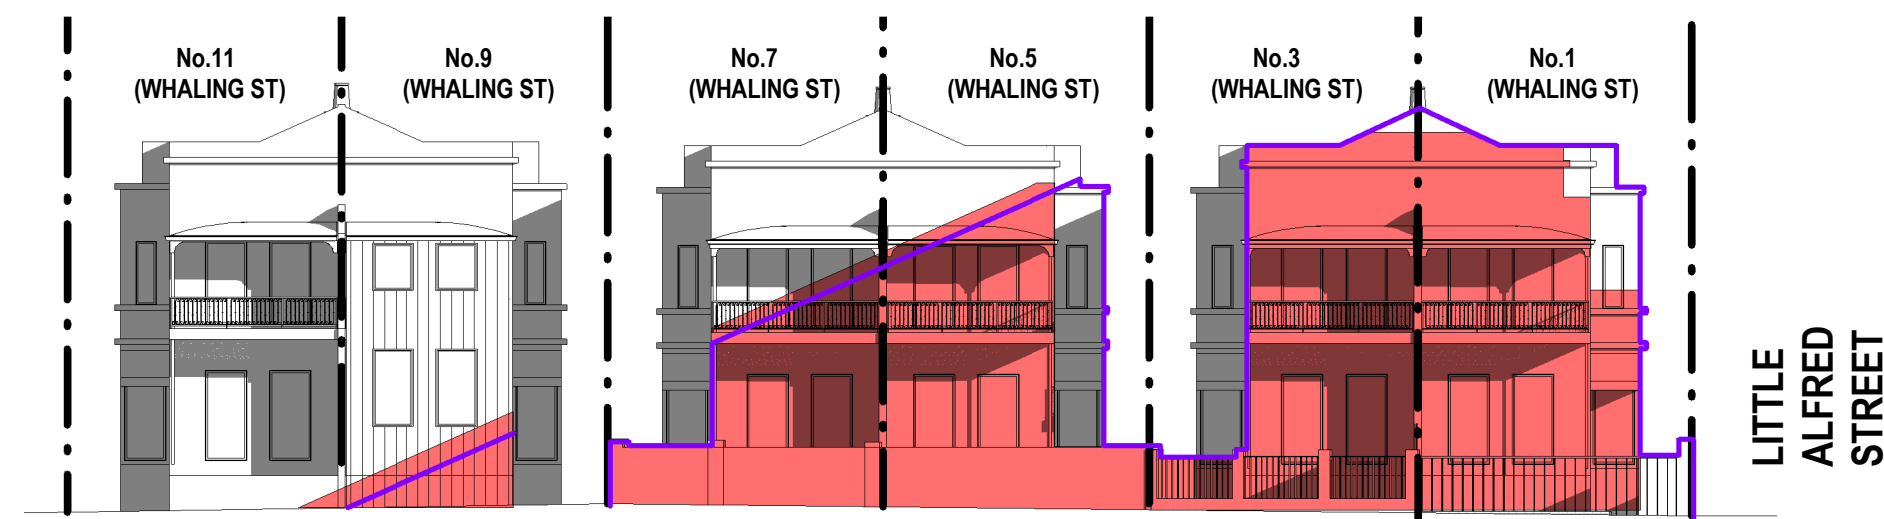 No.11
(WHALING ST)
No.9
(WHALING ST)
No.7
(WHALING ST)
No.5
(WHALING ST)
No.3
(WHALING ST)
No.1
(WHALING ST)
LITTLE
ALFRED
STREET